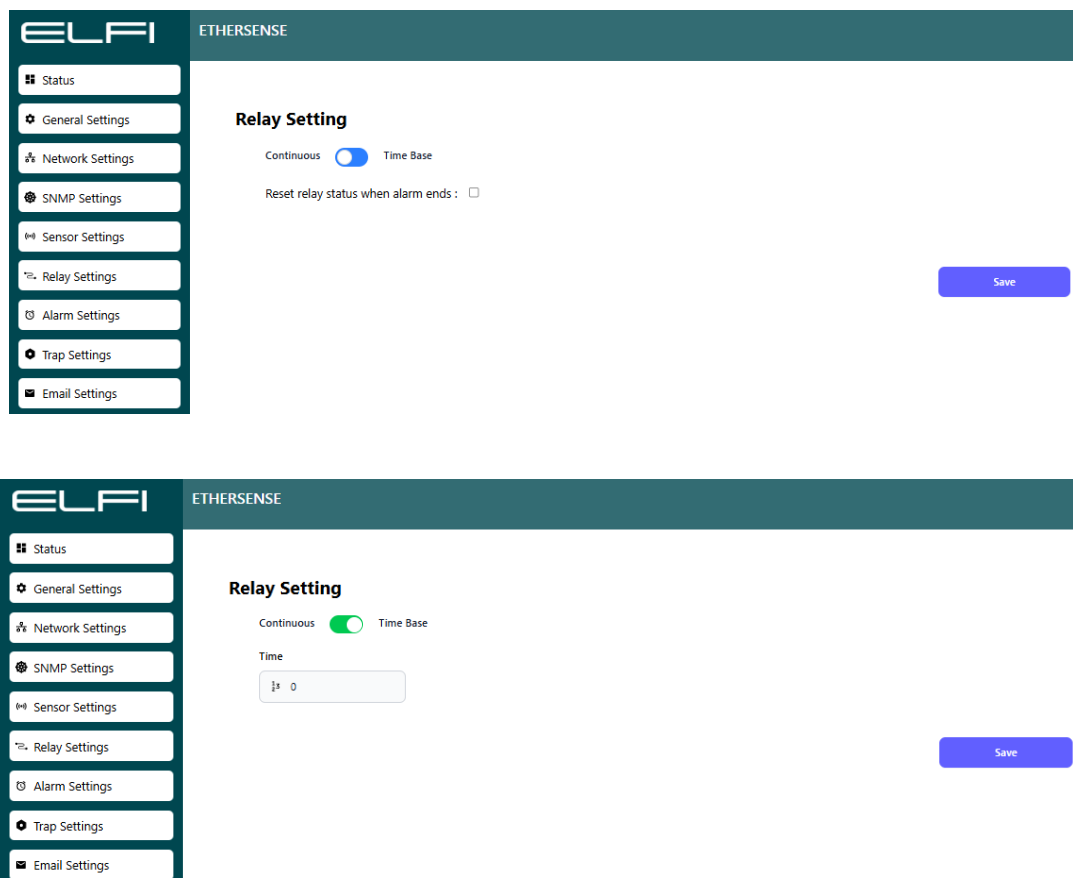 ELFI
ETHERSENSE
Status
General Settings
Network Settings
SNMP Settings
Sensor Settings
Relay Settings
Alarm Settings
Trap Settings
Email Settings
Relay Setting
Continuous Time Base
Reset relay status when alarm ends :
Save
ELFI
ETHERSENSE
Status
General Settings
Network Settings
SNMP Settings
Sensor Settings
Relay Settings
Alarm Settings
Trap Settings
Email Settings
Relay Setting
Continuous Time Base
Time
0
Save